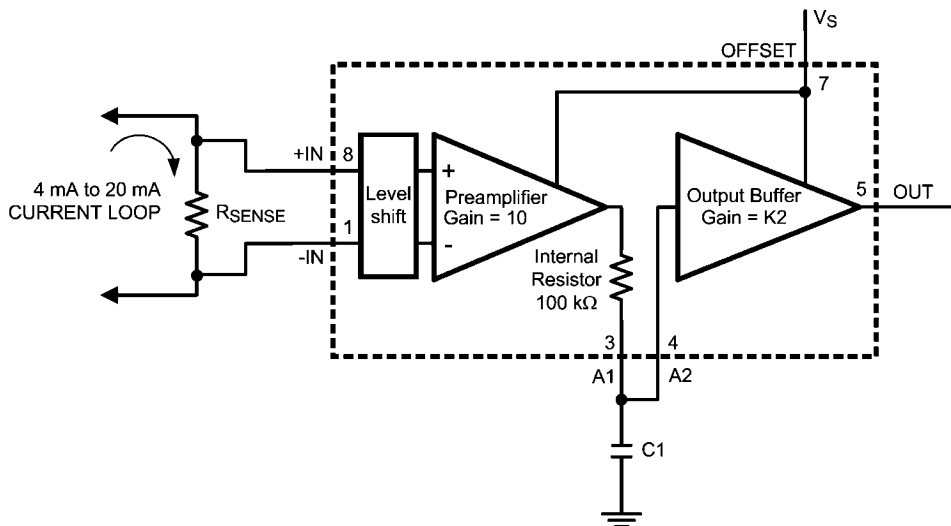 VS
OFFSET
7
+IN
8
4 mA to 20 mA
CURRENT LOOP
RSENSE
Level
shift
+
-
Preamplifier
Gain = 10
1
-IN
Output Buffer
Gain = K2
5
OUT
Internal
Resistor
100 kΩ
3
4
A1
A2
C1